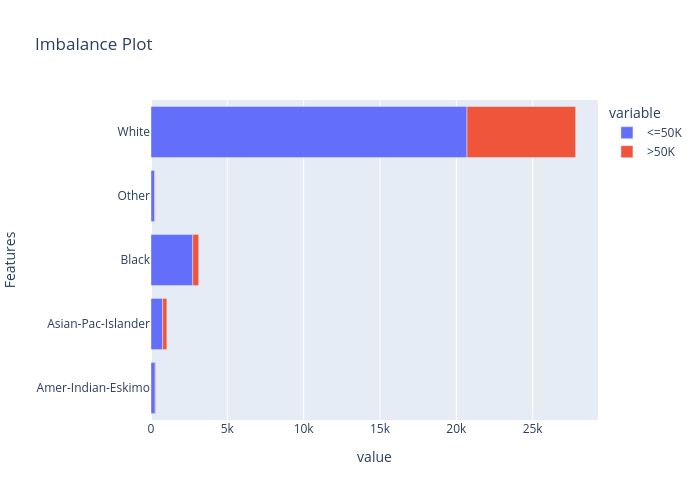 Imbalance Plot
variable
<=50K
>50K
Features
White
Other
Black
Asian-Pac-Islander
Amer-Indian-Eskimo
0 5k 10k 15k 20k 25k
value